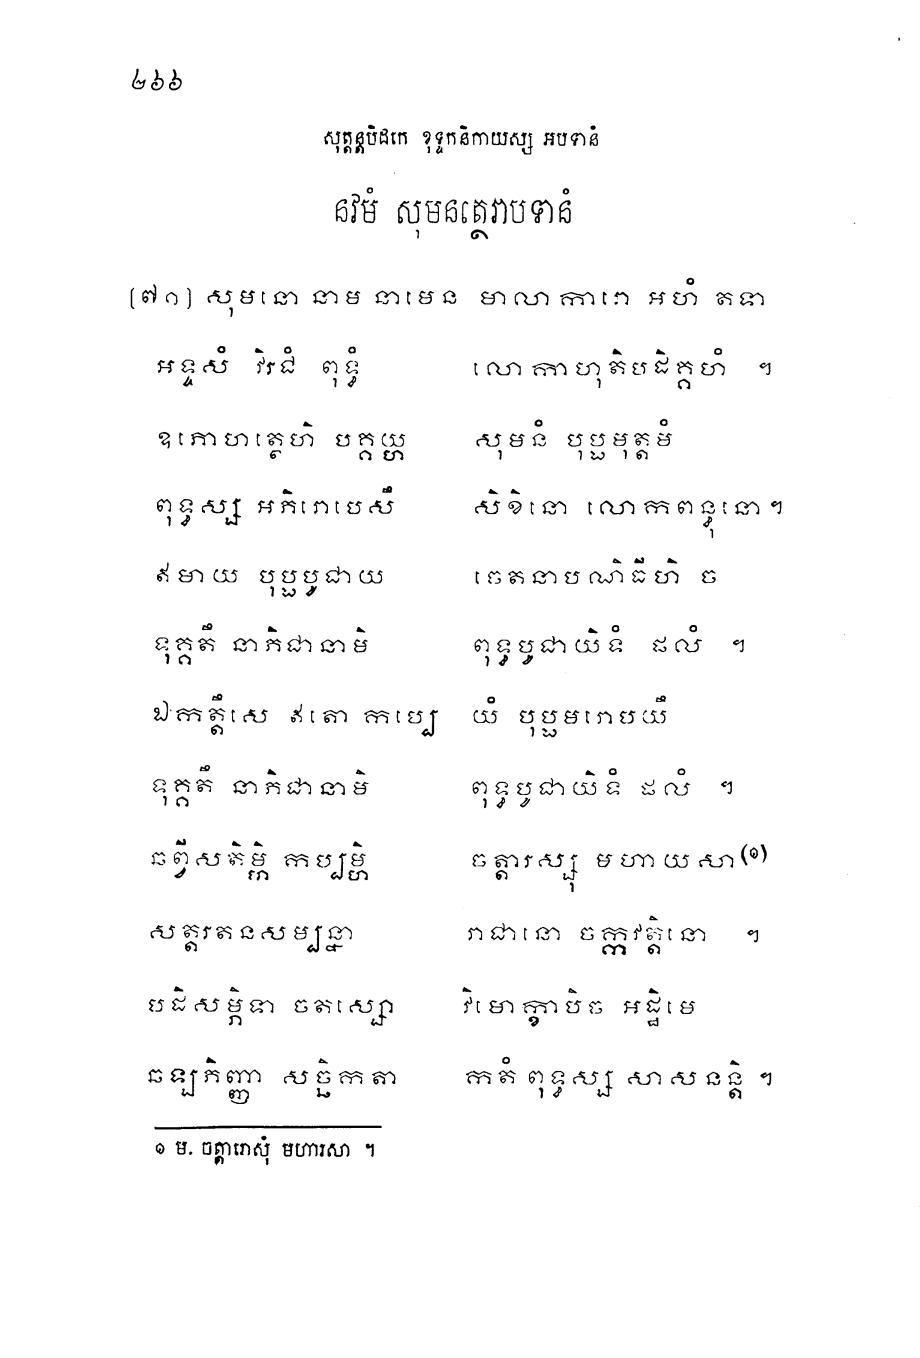 ២៦៦
សុត្តន្តបិដកេ ខុទ្ទកនិកាយស្ស អបទានំ
នវមំ សុមនត្ថេរាបទានំ
[៧១] សុមនោ នាម នាមេន មាលាការោ អហំ តទា
អទ្ទសំ វិរជំ ពុទ្ធំ លោកាហុតិបដិគ្គហំ ។
ឧភោហត្ថេហិ បគ្គយ្ហ សុមនំ បុប្ផមុត្តមំ
ពុទ្ធស្ស អភិរោបេសឹ សិខិនោ លោកពន្ធុនោ ។
ឥមាយ បុប្ផបូជាយ ចេតនាបណិធីហិ ច
ទុគ្គតឹ នាភិជានាមិ ពុទ្ធបូជាយិទំ ផលំ ។
ឯកត្តឹសេ ឥតោ កប្បេ យំ បុប្ផមរោបយឹ
ទុគ្គតឹ នាភិជានាមិ ពុទ្ធបូជាយិទំ ផលំ ។
ឆព្វីសតិម្ហិ កប្បម្ហិ ចត្តារស្សុ មហាយសា(១)
សត្តរតនសម្បន្នា រាជានោ ចក្កវត្តិនោ ។
បដិសម្ភិទា ចតស្សោ វិមោក្ខាបិច អដ្ឋិមេ
ឆឡភិញ្ញា សច្ឆិកតា កតំ ពុទ្ធស្ស សាសនន្តិ ។
១ ម. ចត្តារោសុំ មហារសា ។